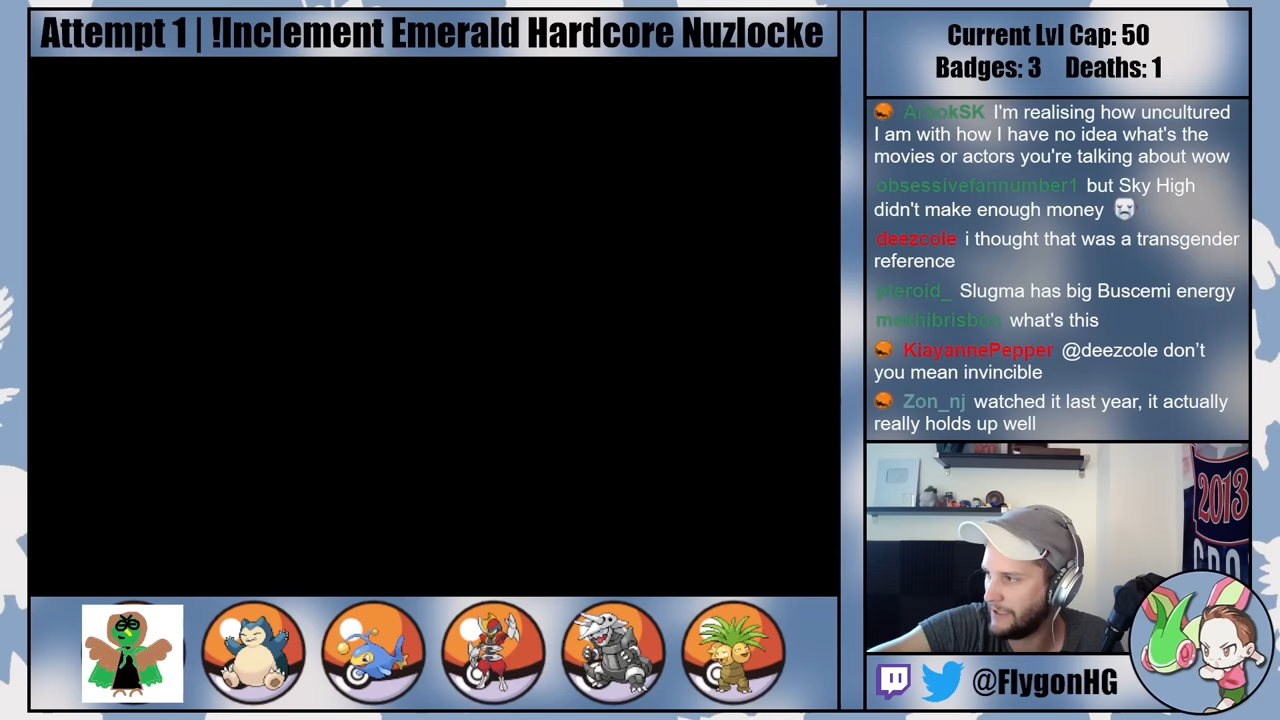 Attempt 1 | !Inclement Emerald Hardcore Nuzlocke
Current Lvl Cap: 50
Badges: 3 Deaths: 1
ArbokSK I'm realising how uncultured
I am with how I have no idea what's the
movies or actors you're talking about wow
obsessivefannumber1 but Sky High
didn't make enough money
deezcole i thought that was a transgender
reference
pteroid_ Slugma has big Buscemi energy
what's this
KiayannePepper @deezcole don’t
you mean invincible
Zon_nj watched it last year, it actually
really holds up well
2013
@FlygonHG